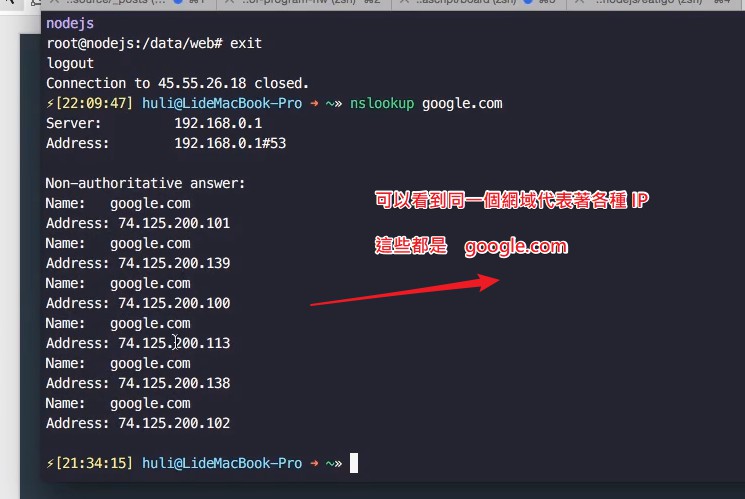 nodejs
root@nodejs:/data/web# exit
logout
Connection to 45.55.26.18 closed.
⚡[22:09:47] huli@LideMacBook-Pro ➜ ~» nslookup google.com
Server: 192.168.0.1
Address: 192.168.0.1#53
Non-authoritative answer:
Name: google.com
Address: 74.125.200.101
Name: google.com
Address: 74.125.200.139
Name: google.com
Address: 74.125.200.100
Name: google.com
Address: 74.125.200.113
Name: google.com
Address: 74.125.200.138
Name: google.com
Address: 74.125.200.102
⚡[21:34:15] huli@LideMacBook-Pro ➜ ~»
可以看到同一個網域代表著各種 IP
這些都是 google.com